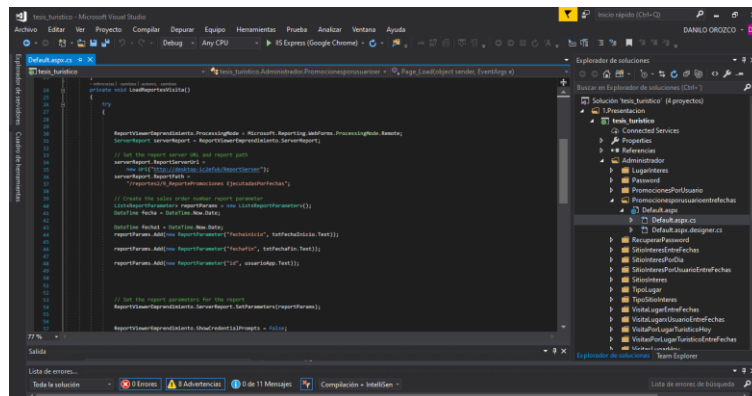 tesis_turistico - Microsoft Visual Studio
Inicio rápido (Ctrl+Q)
Archivo Editar Ver Proyecto Compilar Depurar Equipo Herramientas Prueba Analizar Ventana Ayuda
DANILO OROZCO
Debug Any CPU IIS Express (Google Chrome)
Default.aspx.cs
tesis_turistico
tesis_turistico.Administrador.Promocionesporusuarioer
Page_Load(object sender, EventArgs e)
private void LoadReportesVisita()
{
try
{
ReportViewerEmprendimiento.ProcessingMode = Microsoft.Reporting.WebForms.ProcessingMode.Remote;
ServerReport serverReport = ReportViewerEmprendimiento.ServerReport;
// Get the report server URL and report path
serverReport.ReportServerUrl =
serverReport.ReportPath =
"/reportes2/9_ReportePromociones EjecutadasPorFechas";
// Create the sales order number report parameter
List<ReportParameter> reportParams = new List<ReportParameter>();
DateTime fecha = DateTime.Now.Date;
DateTime fecha1 = DateTime.Now.Date;
reportParams.Add(new ReportParameter("fechainicio", txtFechaInicio.Text));
reportParams.Add(new ReportParameter("fechafin", txtFechaFin.Text));
reportParams.Add(new ReportParameter("id", usuarioApp.Text));
// Set the report parameters for the report
ReportViewerEmprendimiento.ServerReport.SetParameters(reportParams);
ReportViewerEmprendimiento.ShowCredentialPrompts = False;
77 %
Salida
Lista de errores...
Toda la solución
0 Errores
8 Advertencias
0 de 11 Mensajes
Compilación + IntelliSen
Lista de errores de búsqueda
Explorador de servidores
Cuadro de herramientas
Explorador de soluciones
Buscar en Explorador de soluciones (Ctrl+')
Solución 'tesis_turistico' (4 proyectos)
1.Presentacion
tesis_turistico
Connected Services
Properties
Referencias
Administrador
LugarInteres
Password
PromocionesPorUsuario
Promocionesporusuarioentrefechas
Default.aspx
Default.aspx.cs
Default.aspx.designer.cs
RecuperarPassword
SitioInteresEntreFechas
SitioInteresPorDia
SitioInteresPorUsuarioEntreFechas
SitiosInteres
TipoLugar
TipoSitioInteres
VisitaLugarEntreFechas
VisitaLugarxUsuarioEntreFechas
VisitaPorLugarTuristicoHoy
VisitasPorLugarTuristicoEntreFechas
Explorador de soluciones Team Explorer